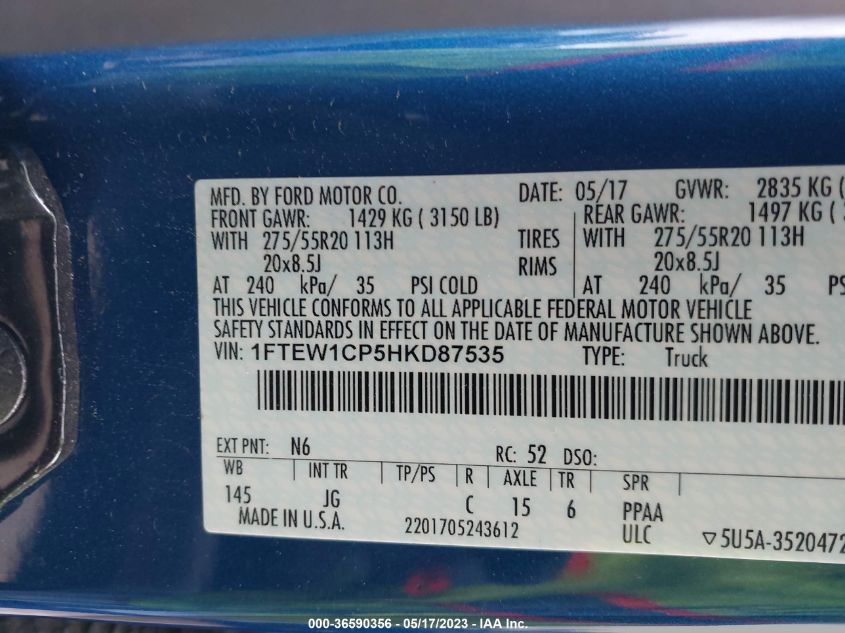 MFD. BY FORD MOTOR CO. DATE: 05/17 GVWR: 2835 KG (
FRONT GAWR: 1429 KG ( 3150 LB) REAR GAWR: 1497 KG (
WITH 275/55R20 113H TIRES WITH 275/55R20 113H
20x8.5J RIMS 20x8.5J
AT 240 kPa/ 35 PSI COLD AT 240 kPa/ 35 PS
THIS VEHICLE CONFORMS TO ALL APPLICABLE FEDERAL MOTOR VEHICLE
SAFETY STANDARDS IN EFFECT ON THE DATE OF MANUFACTURE SHOWN ABOVE.
VIN: 1FTEW1CP5HKD87535 TYPE: Truck
EXT PNT: N6 RC: 52 DSO:
WB INT TR TP/PS R AXLE TR SPR
145 JG C 15 6 PPAA
MADE IN U.S.A. 2201705243612 ULC ▽5U5A-3520472
000-36590356 - 05/17/2023 - IAA Inc.